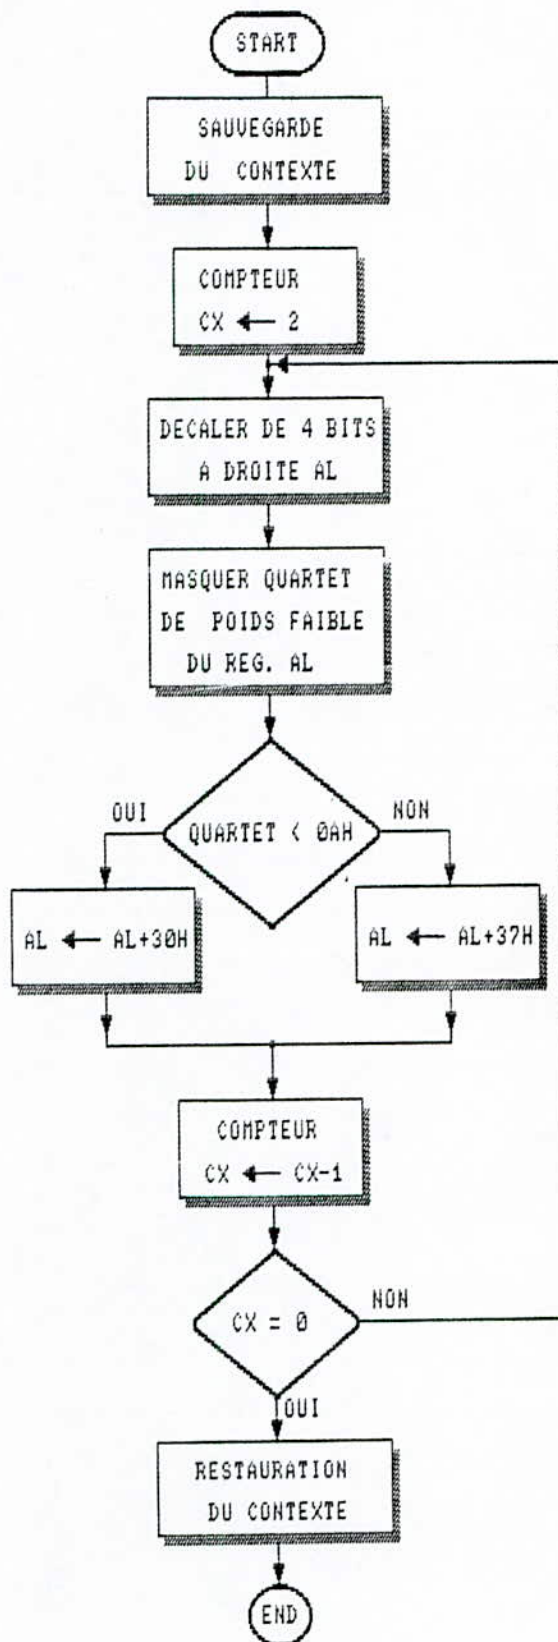 START
SAUVEGARDE
DU CONTEXTE
COMPTEUR
CX ← 2
DECALER DE 4 BITS
A DROITE AL
MASQUER QUARTET
DE POIDS FAIBLE
DU REG. AL
OUI
QUARTET < 0AH
NON
AL ← AL+30H
AL ← AL+37H
COMPTEUR
CX ← CX-1
CX = 0
NON
OUI
RESTAURATION
DU CONTEXTE
END